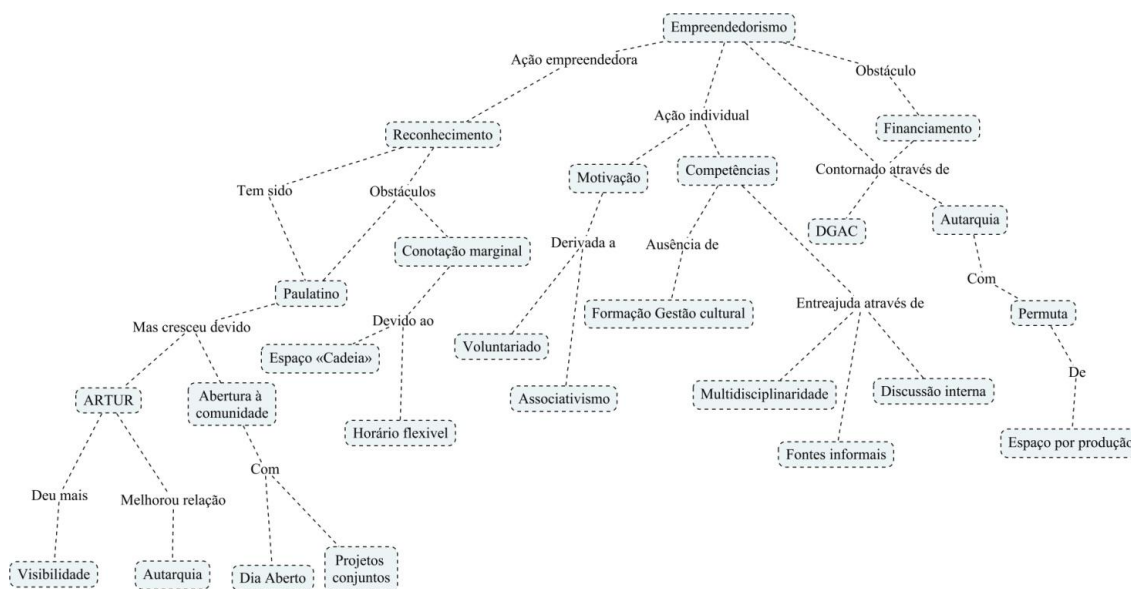 Empreendedorismo
Ação empreendedora
Obstáculo
Ação individual
Reconhecimento
Financiamento
Tem sido
Obstáculos
Motivação
Competências
Contornado através de
Conotação marginal
Derivada a
Ausência de
DGAC
Autarquia
Paulatino
Com
Mas cresceu devido
Devido ao
Formação Gestão cultural
Entreajuda através de
Permuta
Espaço «Cadeia»
Voluntariado
De
ARTUR
Abertura à
comunidade
Associativismo
Multidisciplinaridade
Discussão interna
Horário flexivel
Fontes informais
Espaço por produção
Deu mais
Melhorou relação
Com
Visibilidade
Autarquia
Dia Aberto
Projetos
conjuntos